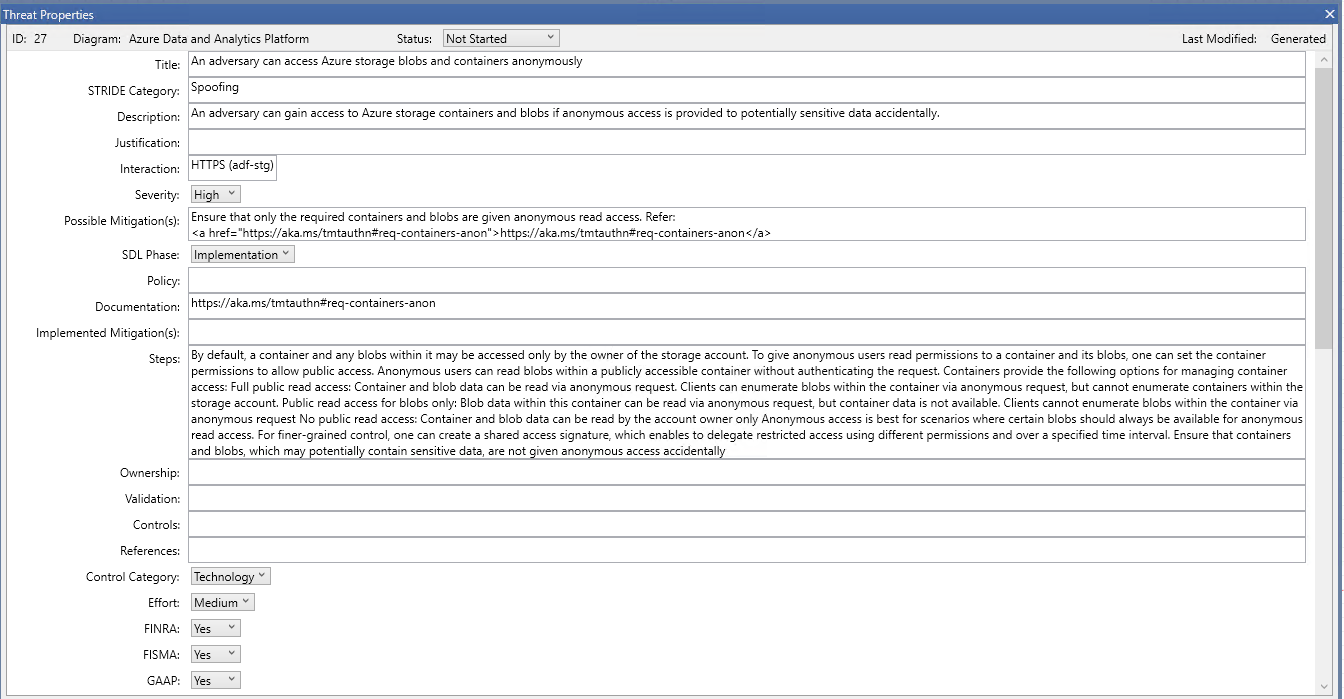 Threat Properties
ID: 27 Diagram: Azure Data and Analytics Platform Status: Not Started Last Modified: Generated
Title: An adversary can access Azure storage blobs and containers anonymously
STRIDE Category: Spoofing
Description: An adversary can gain access to Azure storage containers and blobs if anonymous access is provided to potentially sensitive data accidentally.
Justification:
Interaction: HTTPS (adf-stg)
Severity: High
Possible Mitigation(s): Ensure that only the required containers and blobs are given anonymous read access. Refer:
<a href="https://aka.ms/tmtauthn#req-containers-anon">https://aka.ms/tmtauthn#req-containers-anon</a>
SDL Phase: Implementation
Policy:
Documentation: https://aka.ms/tmtauthn#req-containers-anon
Implemented Mitigation(s):
Steps: By default, a container and any blobs within it may be accessed only by the owner of the storage account. To give anonymous users read permissions to a container and its blobs, one can set the container
permissions to allow public access. Anonymous users can read blobs within a publicly accessible container without authenticating the request. Containers provide the following options for managing container
access: Full public read access: Container and blob data can be read via anonymous request. Clients can enumerate blobs within the container via anonymous request, but cannot enumerate containers within the
storage account. Public read access for blobs only: Blob data within this container can be read via anonymous request, but container data is not available. Clients cannot enumerate blobs within the container via
anonymous request No public read access: Container and blob data can be read by the account owner only Anonymous access is best for scenarios where certain blobs should always be available for anonymous
read access. For finer-grained control, one can create a shared access signature, which enables to delegate restricted access using different permissions and over a specified time interval. Ensure that containers
and blobs, which may potentially contain sensitive data, are not given anonymous access accidentally
Ownership:
Validation:
Controls:
References:
Control Category: Technology
Effort: Medium
FINRA: Yes
FISMA: Yes
GAAP: Yes